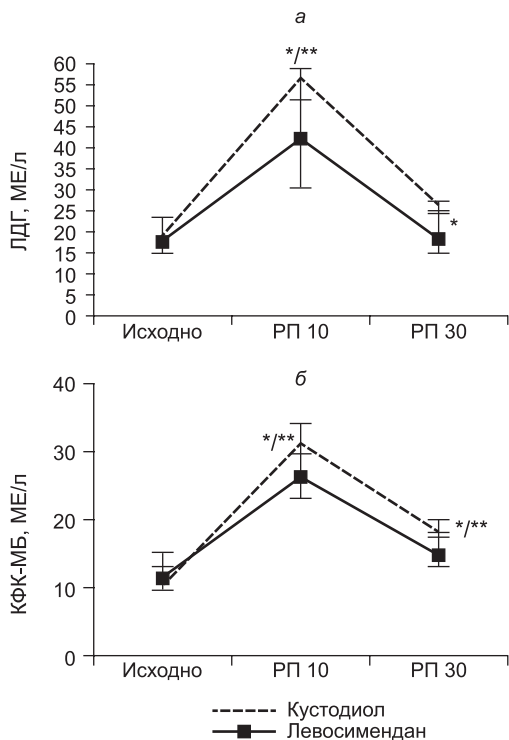 а
*/**
60
55
50
45
40
35
30
25
20
15
10
5
0
ЛДГ, МЕ/л
*
Исходно РП 10 РП 30
б
40
30
20
10
0
КФК-МБ, МЕ/л
*/**
*/**
Исходно РП 10 РП 30
Кустодиол
Левосимендан